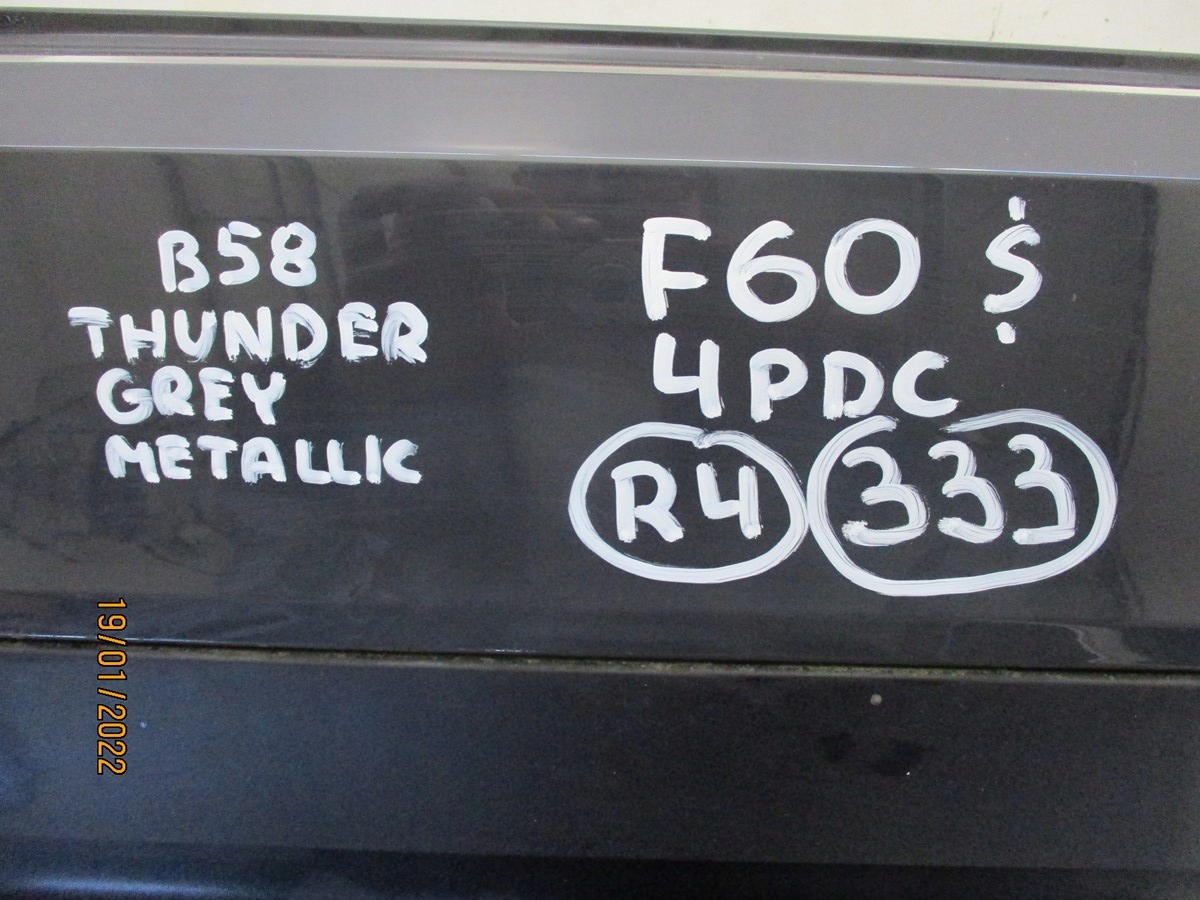 B58
THUNDER
GREY
METALLIC
F60 $
4PDC
R4 333
19/01/2022